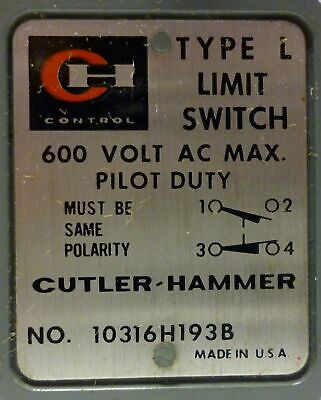 CH
CONTROL
TYPE L
LIMIT
SWITCH
600 VOLT AC MAX.
PILOT DUTY
MUST BE
SAME
POLARITY
1 2
3 4
CUTLER-HAMMER
NO. 10316H193B
MADE IN U.S.A.